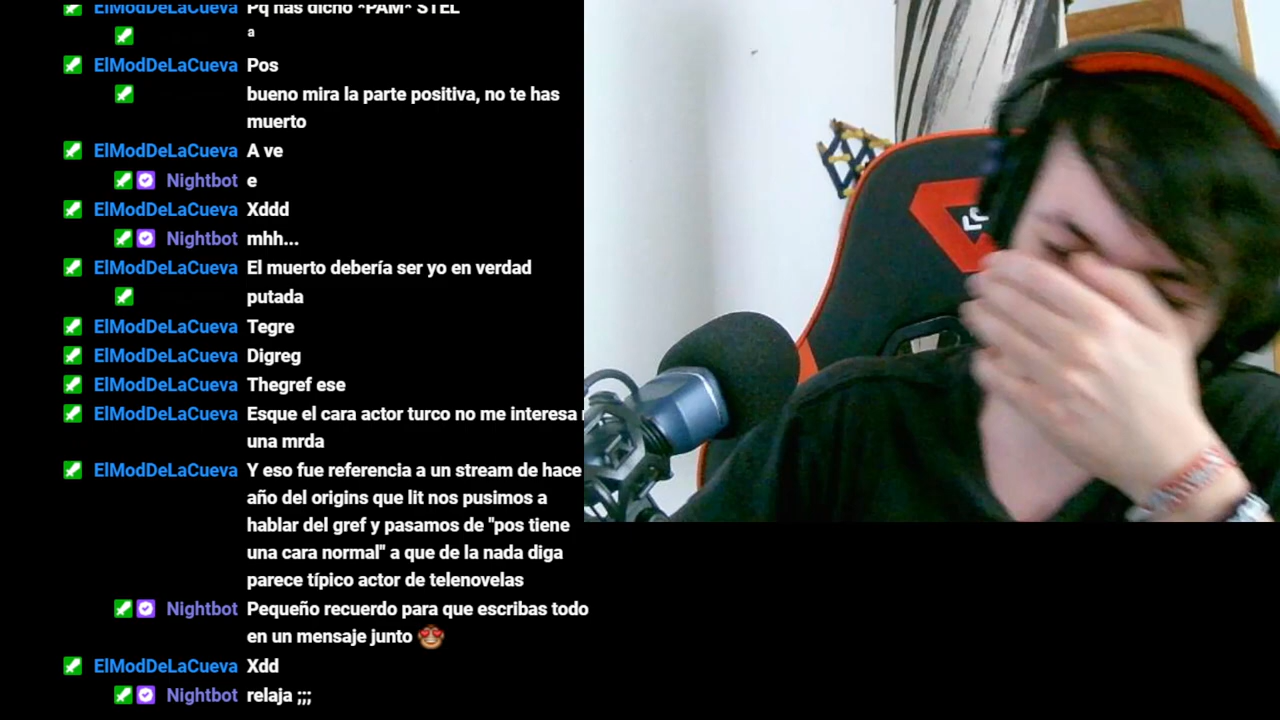 ElModDeLaCueva Pq has dicho *PAM* STEL
a
ElModDeLaCueva Pos
bueno mira la parte positiva, no te has
muerto
ElModDeLaCueva A ve
Nightbot e
ElModDeLaCueva Xddd
Nightbot mhh...
ElModDeLaCueva El muerto debería ser yo en verdad
putada
ElModDeLaCueva Tegre
ElModDeLaCueva Digreg
ElModDeLaCueva Thegref ese
ElModDeLaCueva Esque el cara actor turco no me interesa
una mrda
ElModDeLaCueva Y eso fue referencia a un stream de hace
año del origins que lit nos pusimos a
hablar del gref y pasamos de "pos tiene
una cara normal" a que de la nada diga
parece típico actor de telenovelas
Nightbot Pequeño recuerdo para que escribas todo
en un mensaje junto 😍
ElModDeLaCueva Xdd
Nightbot relaja ;;;